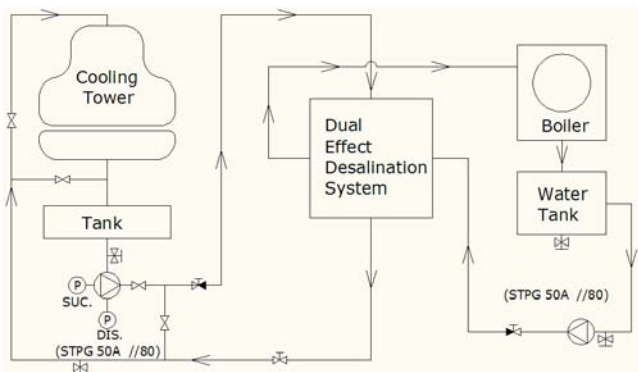 Cooling
Tower
Tank
P
SUC.
P
DIS.
(STPG 50A //80)
Dual
Effect
Desalination
System
Boiler
Water
Tank
(STPG 50A //80)